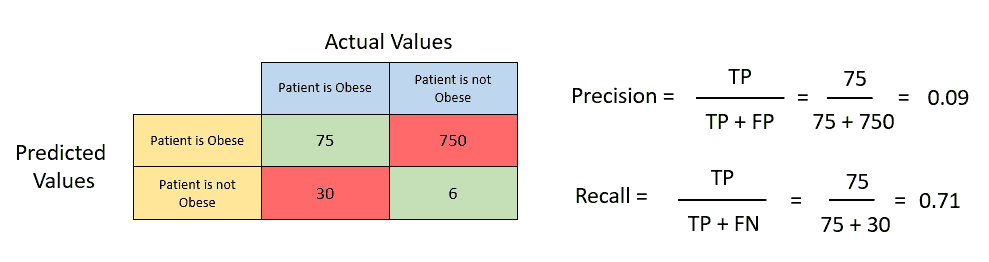 Actual Values
Patient is Obese
Patient is not
Obese
Predicted
Values
Patient is Obese
75
750
Patient is not
Obese
30
6
Precision = TP / TP + FP = 75 / 75 + 750 = 0.09
Recall = TP / TP + FN = 75 / 75 + 30 = 0.71